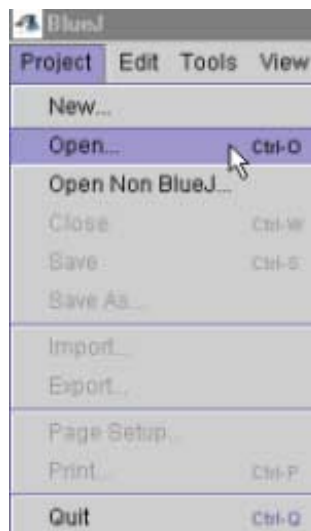 BlueJ
Project Edit Tools View
New...
Open... Ctrl-O
Open Non BlueJ...
Close Ctrl-W
Save Ctrl-S
Save As...
Import...
Export...
Page Setup...
Print... Ctrl-P
Quit Ctrl-Q